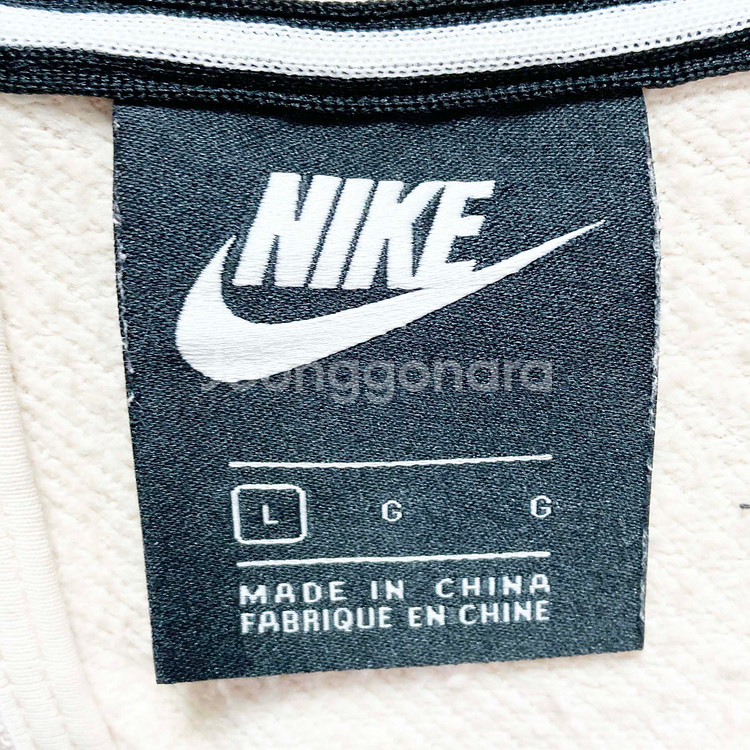 NIKE
Joonggonara
L G G
MADE IN CHINA
FABRIQUE EN CHINE